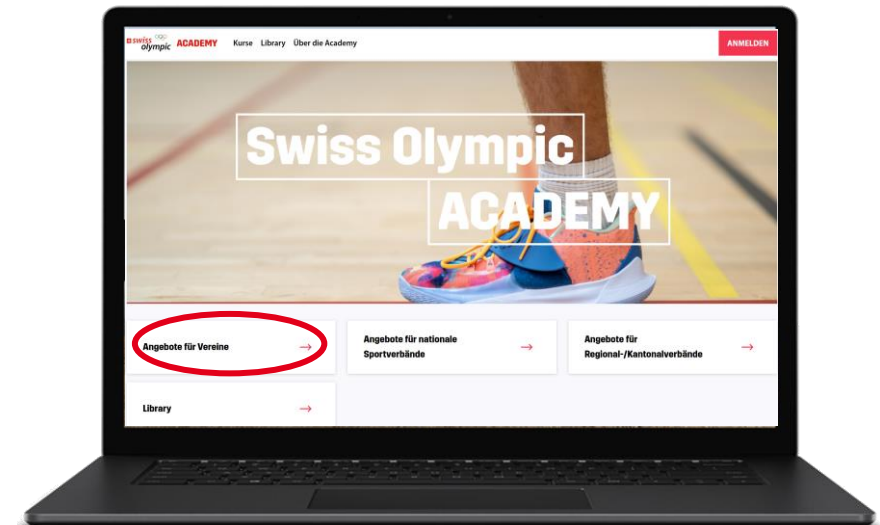 swiss olympic ACADEMY Kurse Library Über die Academy ANMELDEN
Swiss Olympic
ACADEMY
Angebote für Vereine
Angebote für nationale
Sportverbände
Angebote für
Regional-/Kantonalverbände
Library